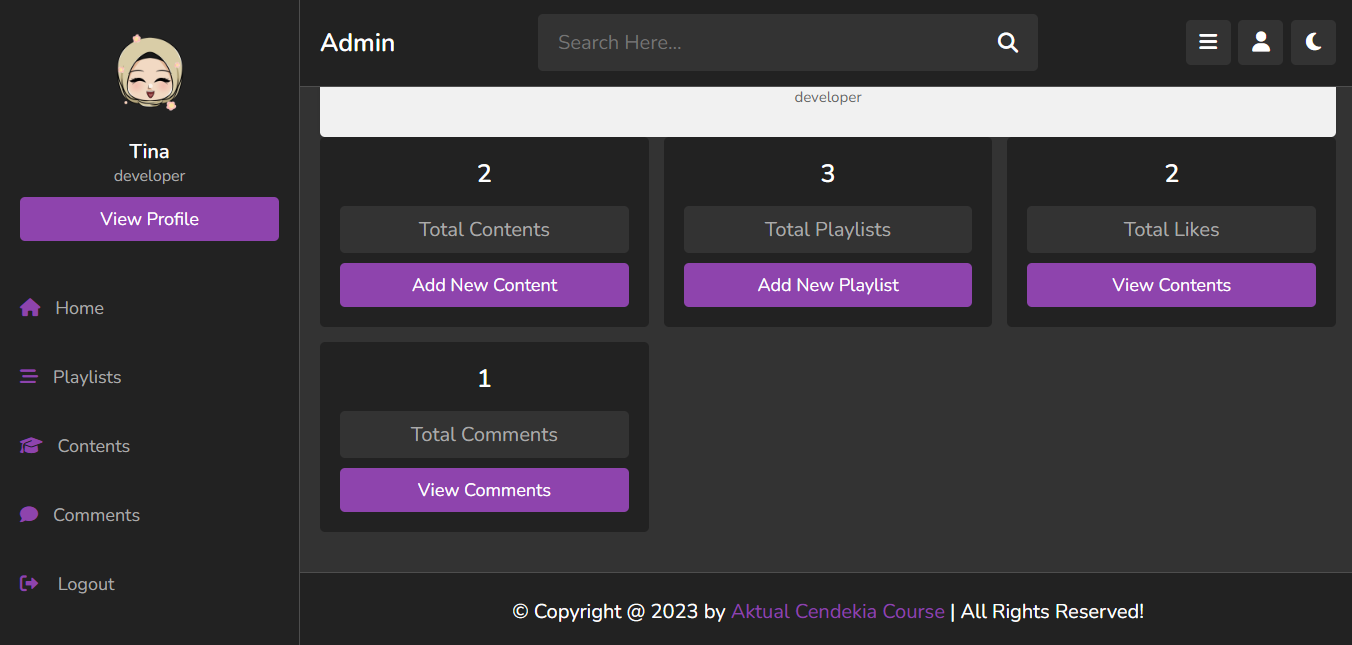 Tina
developer
View Profile
Home
Playlists
Contents
Comments
Logout
Admin
Search Here...
developer
2
Total Contents
Add New Content
3
Total Playlists
Add New Playlist
2
Total Likes
View Contents
1
Total Comments
View Comments
© Copyright @ 2023 by Aktual Cendekia Course | All Rights Reserved!